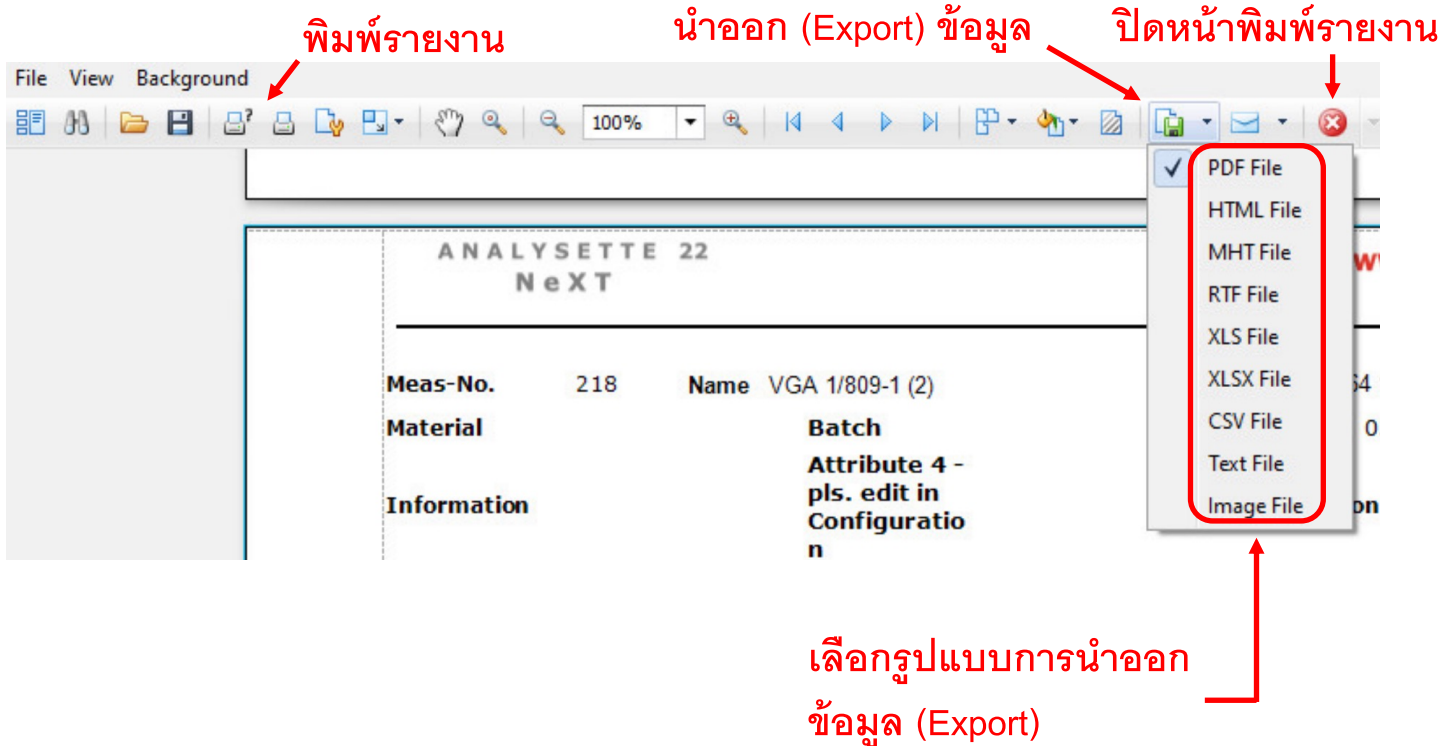 พิมพ์รายงาน
นำออก (Export) ข้อมูล
ปิดหน้าพิมพ์รายงาน
File View Background
100%
PDF File
HTML File
MHT File
RTF File
XLS File
XLSX File
CSV File
Text File
Image File
ANALYSETTE 22
NeXT
Meas-No. 218 Name VGA 1/809-1 (2)
Material Batch 0
Information
Attribute 4 -
pls. edit in
Configuratio
n
on
เลือกรูปแบบการนำออก
ข้อมูล (Export)